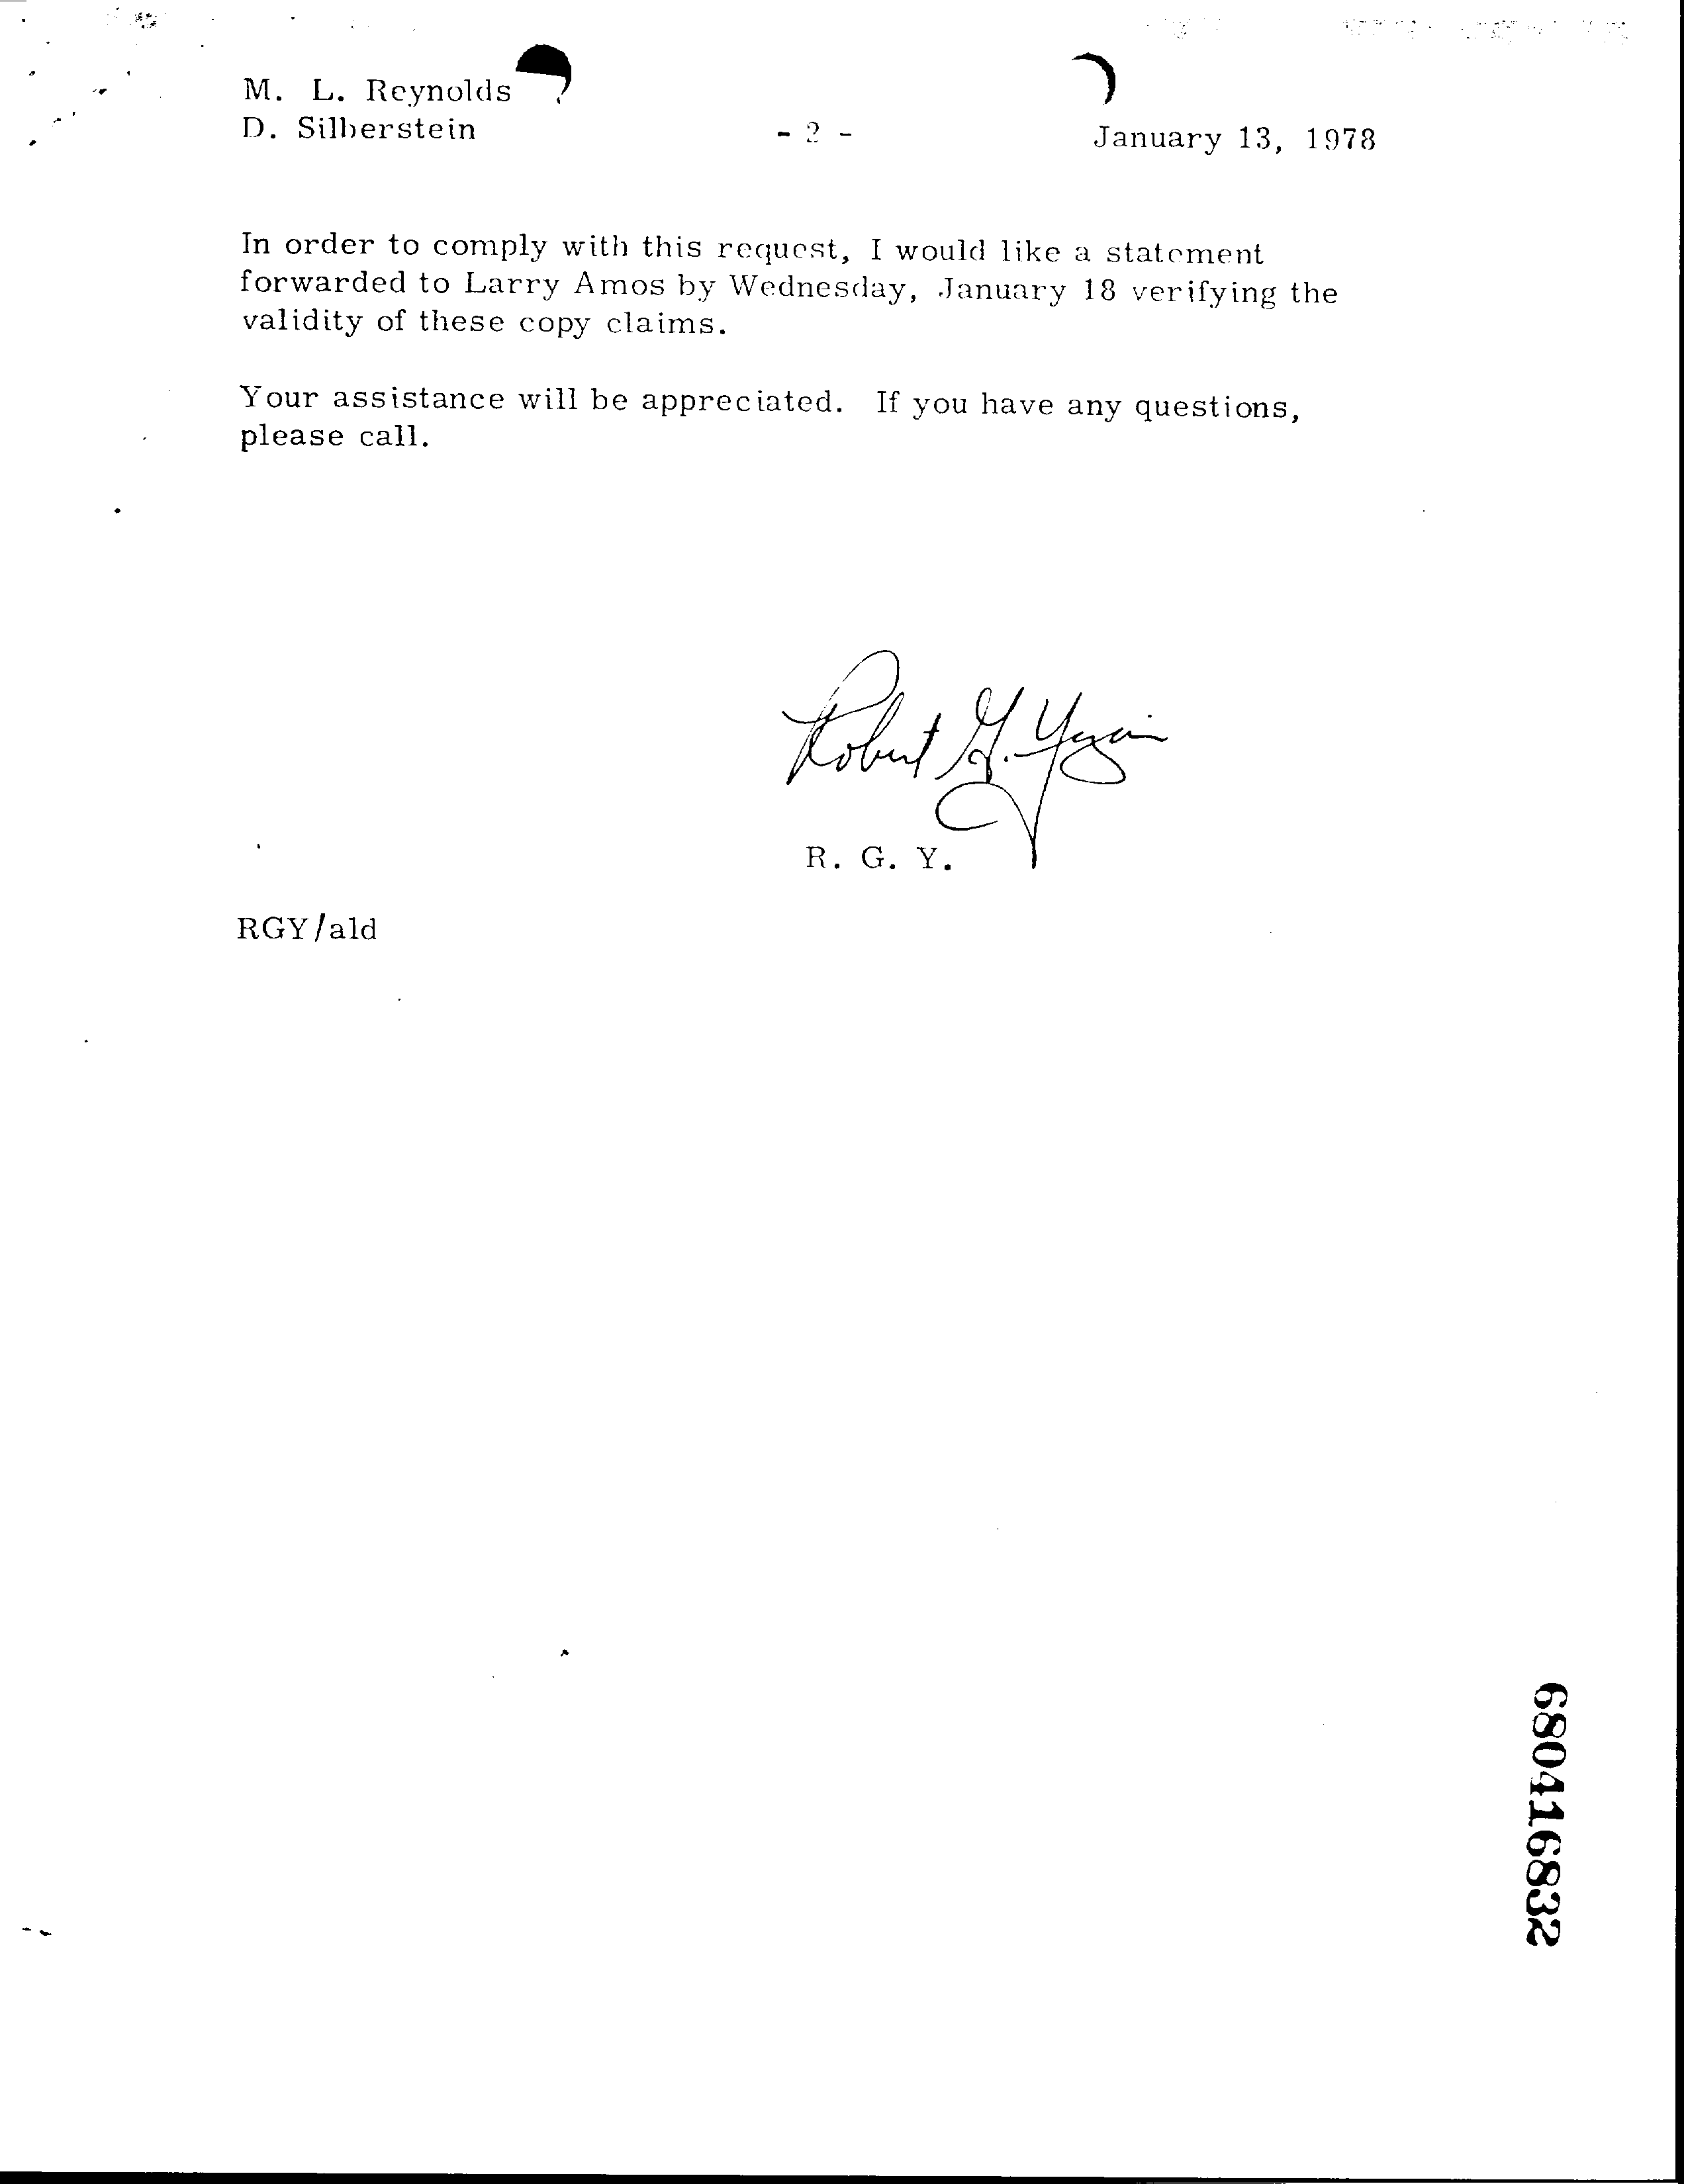 M. L. Reynolds
D. Silberstein
- 2 -
January 13, 1978
In order to comply with this request, I would like a statement
forwarded to Larry Amos by Wednesday, January 18 verifying the
validity of these copy claims.
Your assistance will be appreciated. If you have any questions,
please call.
Robert G.
R. G. Y.
RGY/ald
680416832